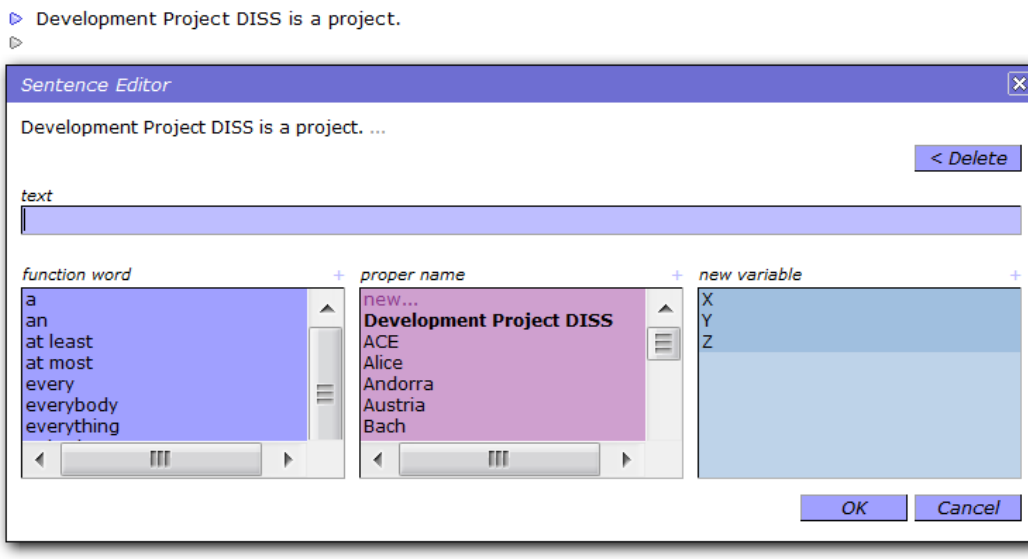 Development Project DISS is a project.
Sentence Editor
Development Project DISS is a project. ...
< Delete
text
function word + proper name + new variable +
a
an
at least
at most
every
everybody
everything
new...
Development Project DISS
ACE
Alice
Andorra
Austria
Bach
X
Y
Z
OK Cancel